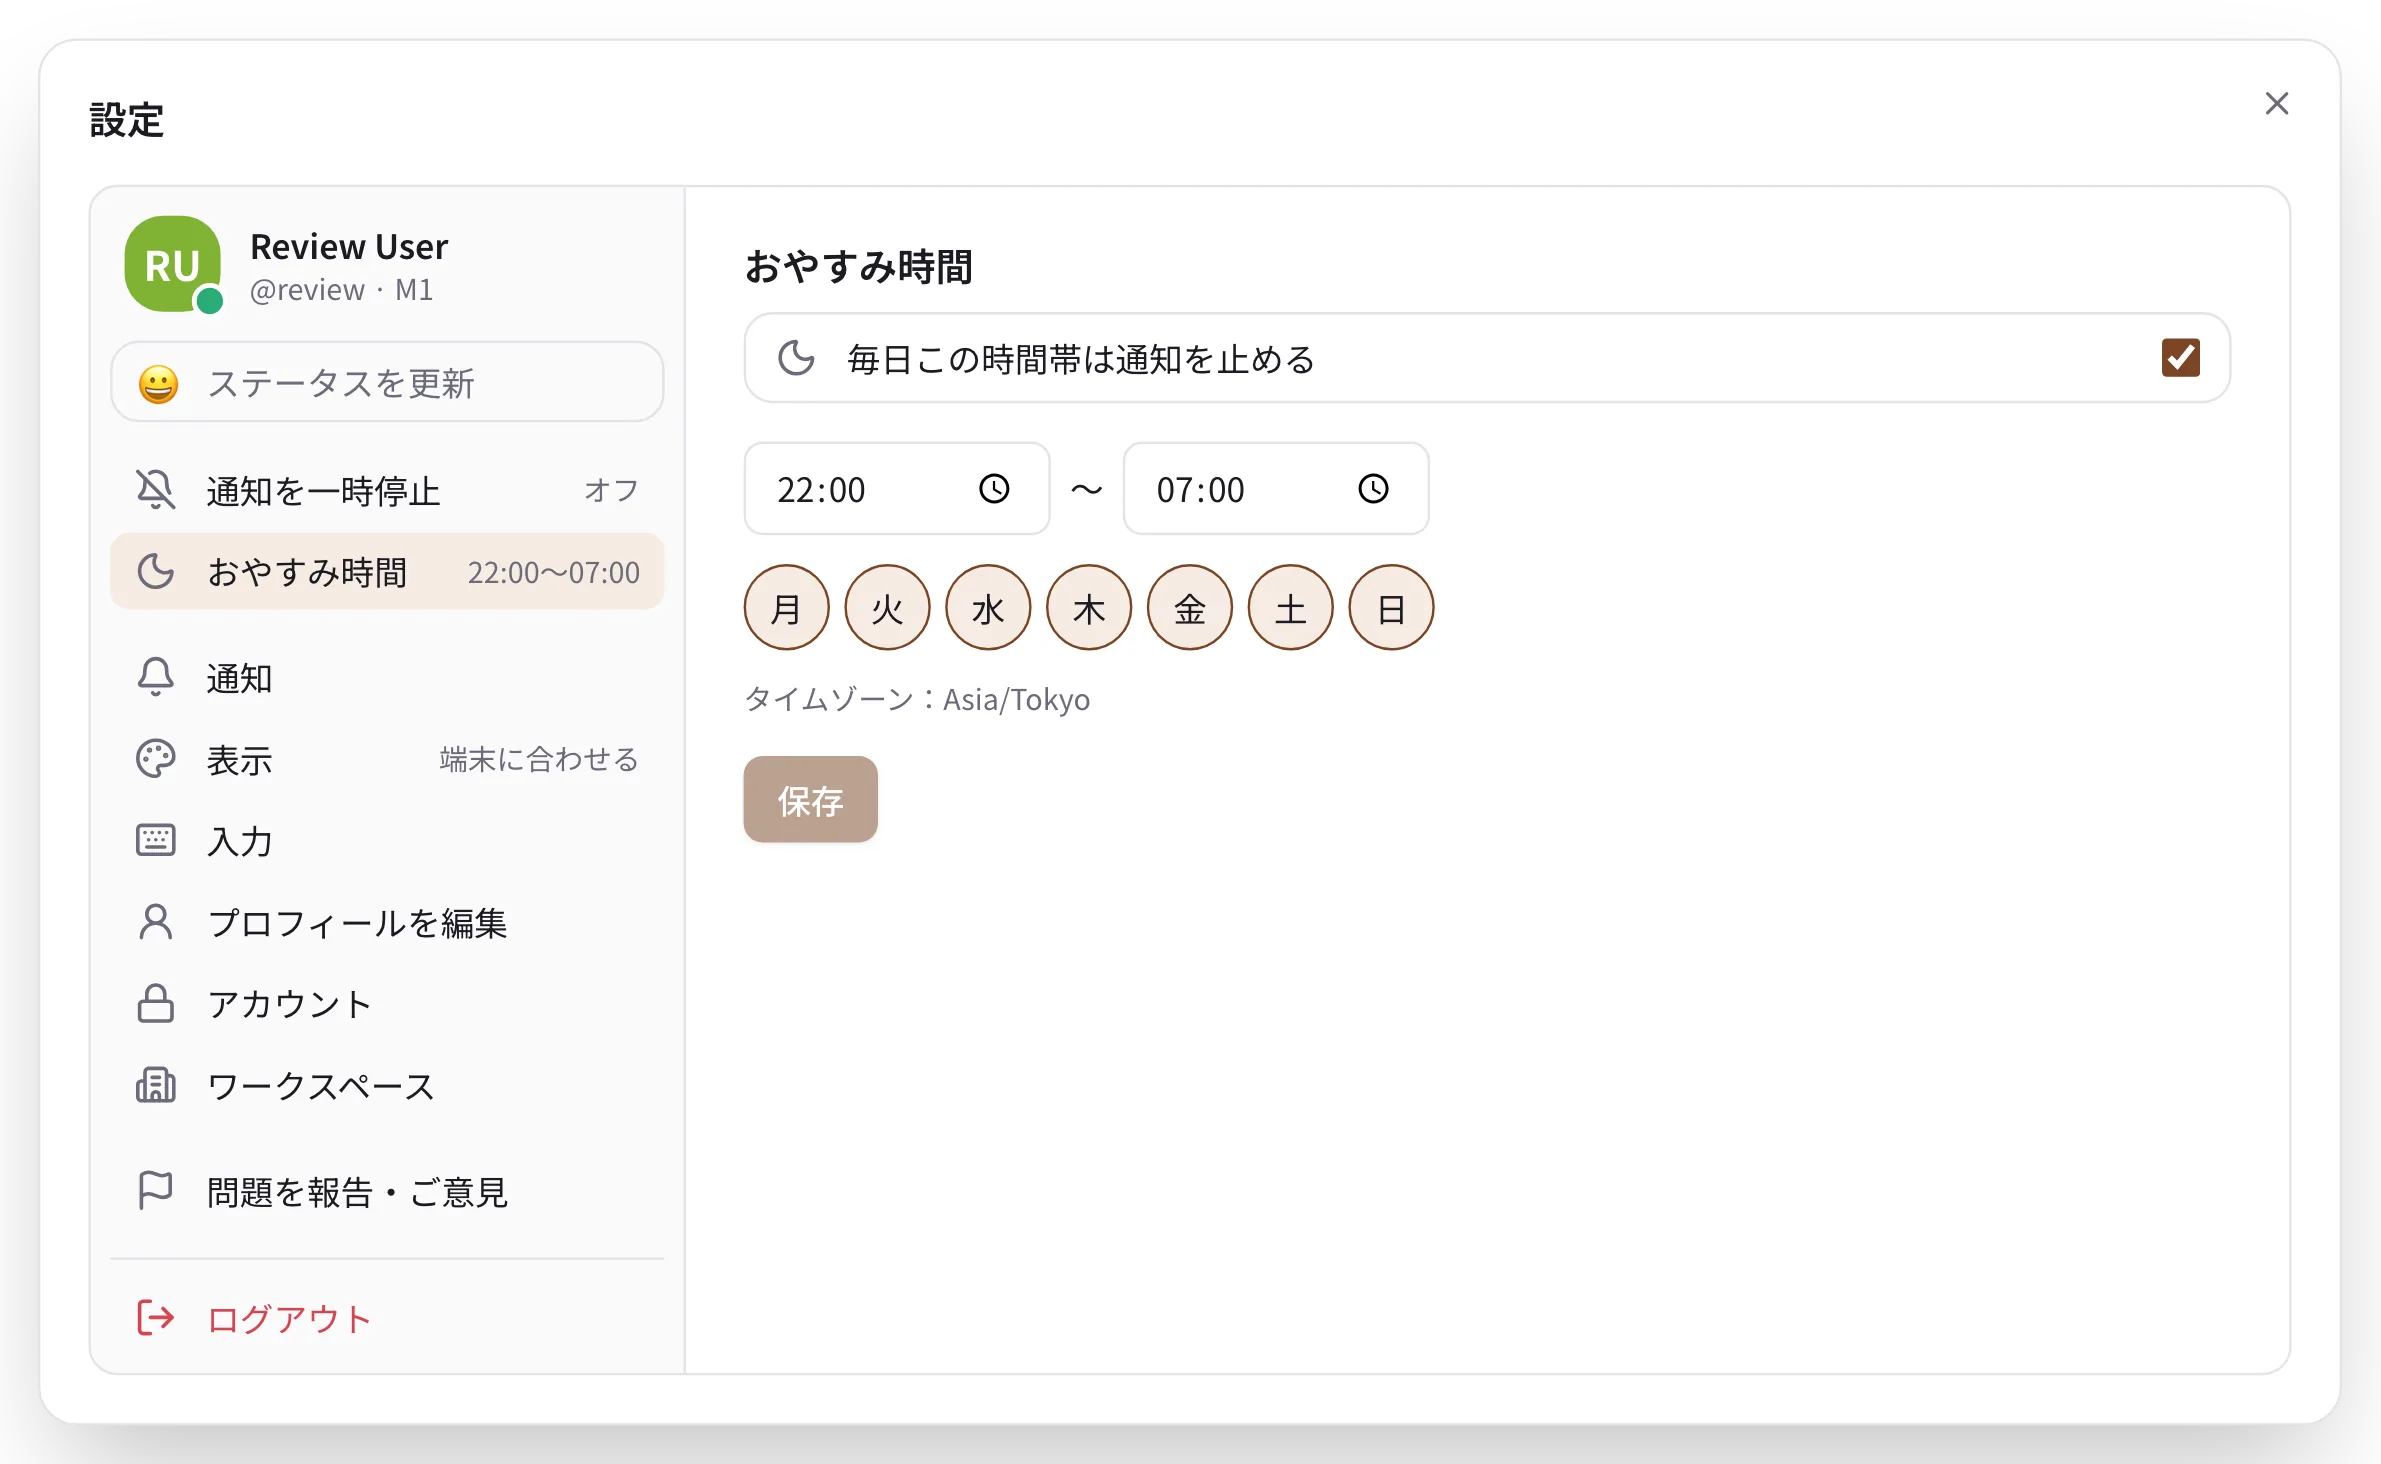 設定
RU
Review User
@review · M1
ステータスを更新
通知を一時停止 オフ
おやすみ時間 22:00〜07:00
通知
表示 端末に合わせる
入力
プロフィールを編集
アカウント
ワークスペース
問題を報告・ご意見
ログアウト
おやすみ時間
毎日この時間帯は通知を止める
22:00 〜 07:00
月 火 水 木 金 土 日
タイムゾーン：Asia/Tokyo
保存